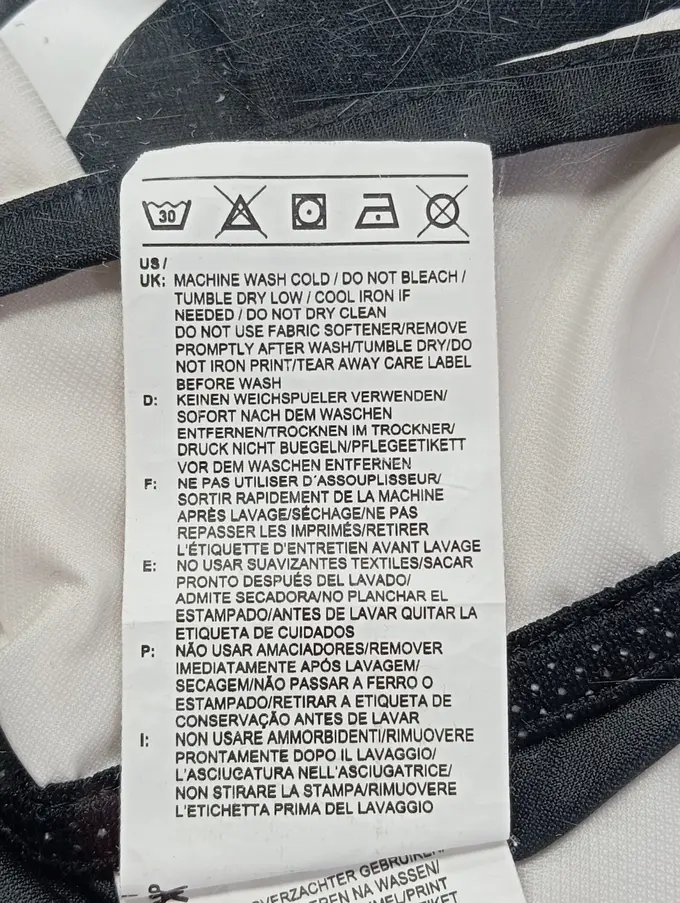 30
US/
UK: MACHINE WASH COLD / DO NOT BLEACH /
TUMBLE DRY LOW / COOL IRON IF
NEEDED / DO NOT DRY CLEAN
DO NOT USE FABRIC SOFTENER/REMOVE
PROMPTLY AFTER WASH/TUMBLE DRY/DO
NOT IRON PRINT/TEAR AWAY CARE LABEL
BEFORE WASH
D: KEINEN WEICHSPUELER VERWENDEN/
SOFORT NACH DEM WASCHEN
ENTFERNEN/TROCKNEN IM TROCKNER/
DRUCK NICHT BUEGELN/PFLEGEETIKETT
VOR DEM WASCHEN ENTFERNEN
F: NE PAS UTILISER D´ASSOUPLISSEUR/
SORTIR RAPIDEMENT DE LA MACHINE
APRÈS LAVAGE/SÉCHAGE/NE PAS
REPASSER LES IMPRIMÉS/RETIRER
L'ÉTIQUETTE D'ENTRETIEN AVANT LAVAGE
E: NO USAR SUAVIZANTES TEXTILES/SACAR
PRONTO DESPUÉS DEL LAVADO/
ADMITE SECADORA/NO PLANCHAR EL
ESTAMPADO/ANTES DE LAVAR QUITAR LA
ETIQUETA DE CUIDADOS
P: NÃO USAR AMACIADORES/REMOVER
IMEDIATAMENTE APÓS LAVAGEM/
SECAGEM/NÃO PASSAR A FERRO O
ESTAMPADO/RETIRAR A ETIQUETA DE
CONSERVAÇÃO ANTES DE LAVAR
I: NON USARE AMMORBIDENTI/RIMUOVERE
PRONTAMENTE DOPO IL LAVAGGIO/
L'ASCIUGATURA NELL'ASCIUGATRICE/
NON STIRARE LA STAMPA/RIMUOVERE
L'ETICHETTA PRIMA DEL LAVAGGIO
VERZACHTER GEBRUIKEN/
NA WASSEN/